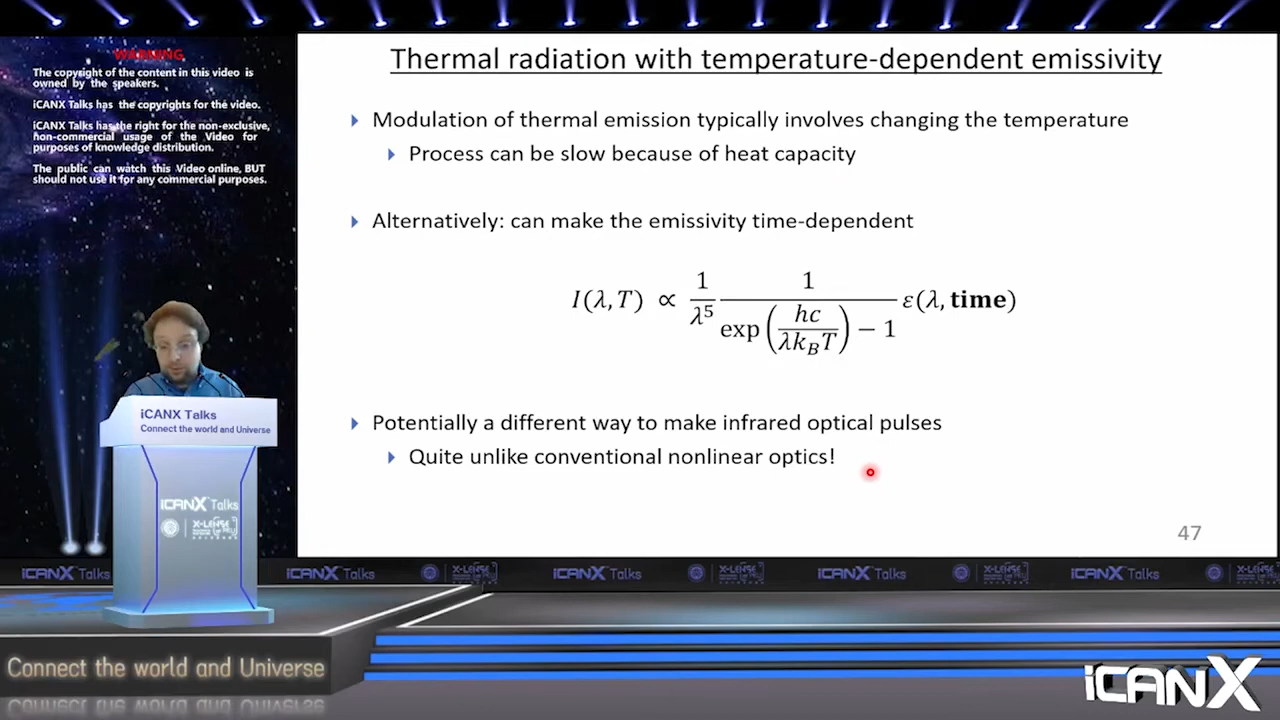 WARNING
The copyright of the content in this video is
owned by the speakers.
iCANX Talks has the copyrights for the video.
iCANX Talks has the right for the non-exclusive,
non-commercial usage of the Video for
purposes of knowledge distribution.
The public can watch this Video online, BUT
should not use it for any commercial purposes.
Thermal radiation with temperature-dependent emissivity
Modulation of thermal emission typically involves changing the temperature
Process can be slow because of heat capacity
Alternatively: can make the emissivity time-dependent
I(λ,T) ∝ 1/λ⁵ 1/(exp(hc/(λk_BT)) − 1) ε(λ,time)
Potentially a different way to make infrared optical pulses
Quite unlike conventional nonlinear optics!
47
iCANX Talks
Connect the world and Universe
iCANX Talks
X-LENSE
iCANX Talks
iCANX Talks
iCANX Talks
iCANX Talks
iCANX Talks
Connect the world and Universe
iCANX